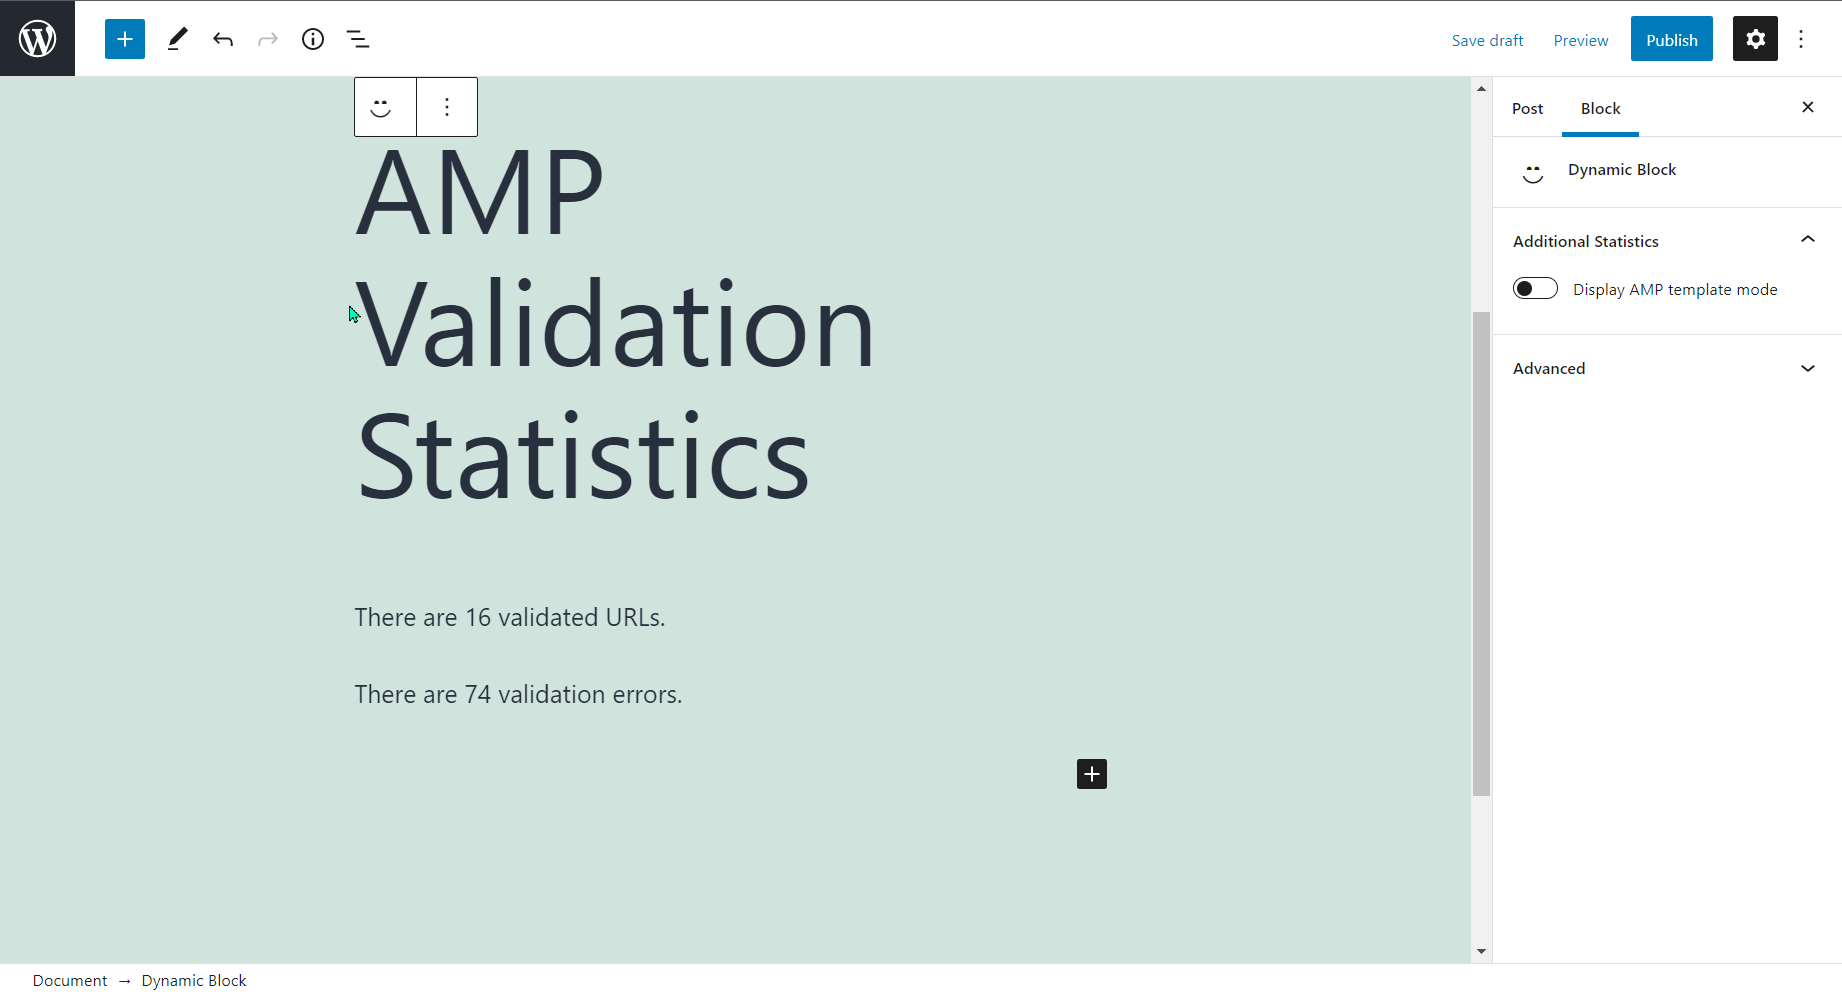 Save draft
Preview
Publish
Post
Block
Dynamic Block
Additional Statistics
Display AMP template mode
Advanced
AMP
Validation
Statistics
There are 16 validated URLs.
There are 74 validation errors.
Document → Dynamic Block